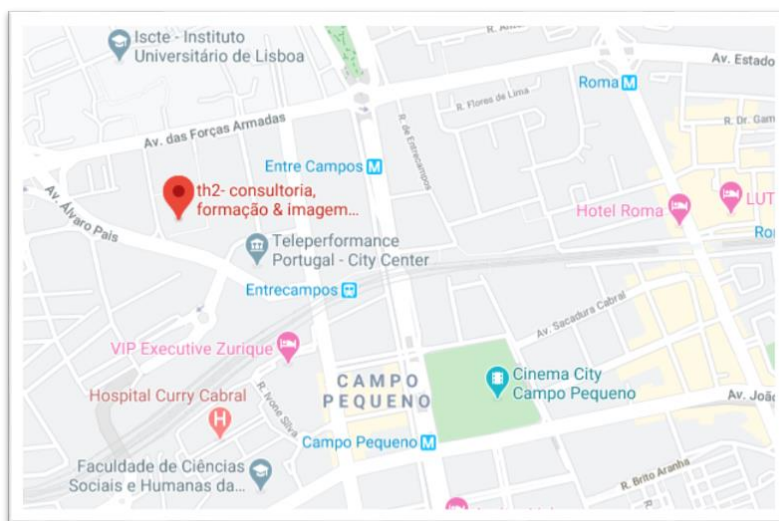 Iscte - Instituto
Universitário de Lisboa
Av. Estado
Roma M
R. Flores de Lima
R. de Entrecampos
Av. das Forças Armadas
R. Dr. Gam
Entre Campos M
th2- consultoria,
formação & imagem...
LUT
Hotel Roma
Av. Álvaro Pais
Teleperformance
Portugal - City Center
Entrecampos
Av. Sacadura Cabral
VIP Executive Zurique
CAMPO
PEQUENO
Cinema City
Campo Pequeno
Hospital Curry Cabral
H
R. Ivone Silva
Av. João
Campo Pequeno M
Faculdade de Ciências
Sociais e Humanas da...
R. Brito Aranha